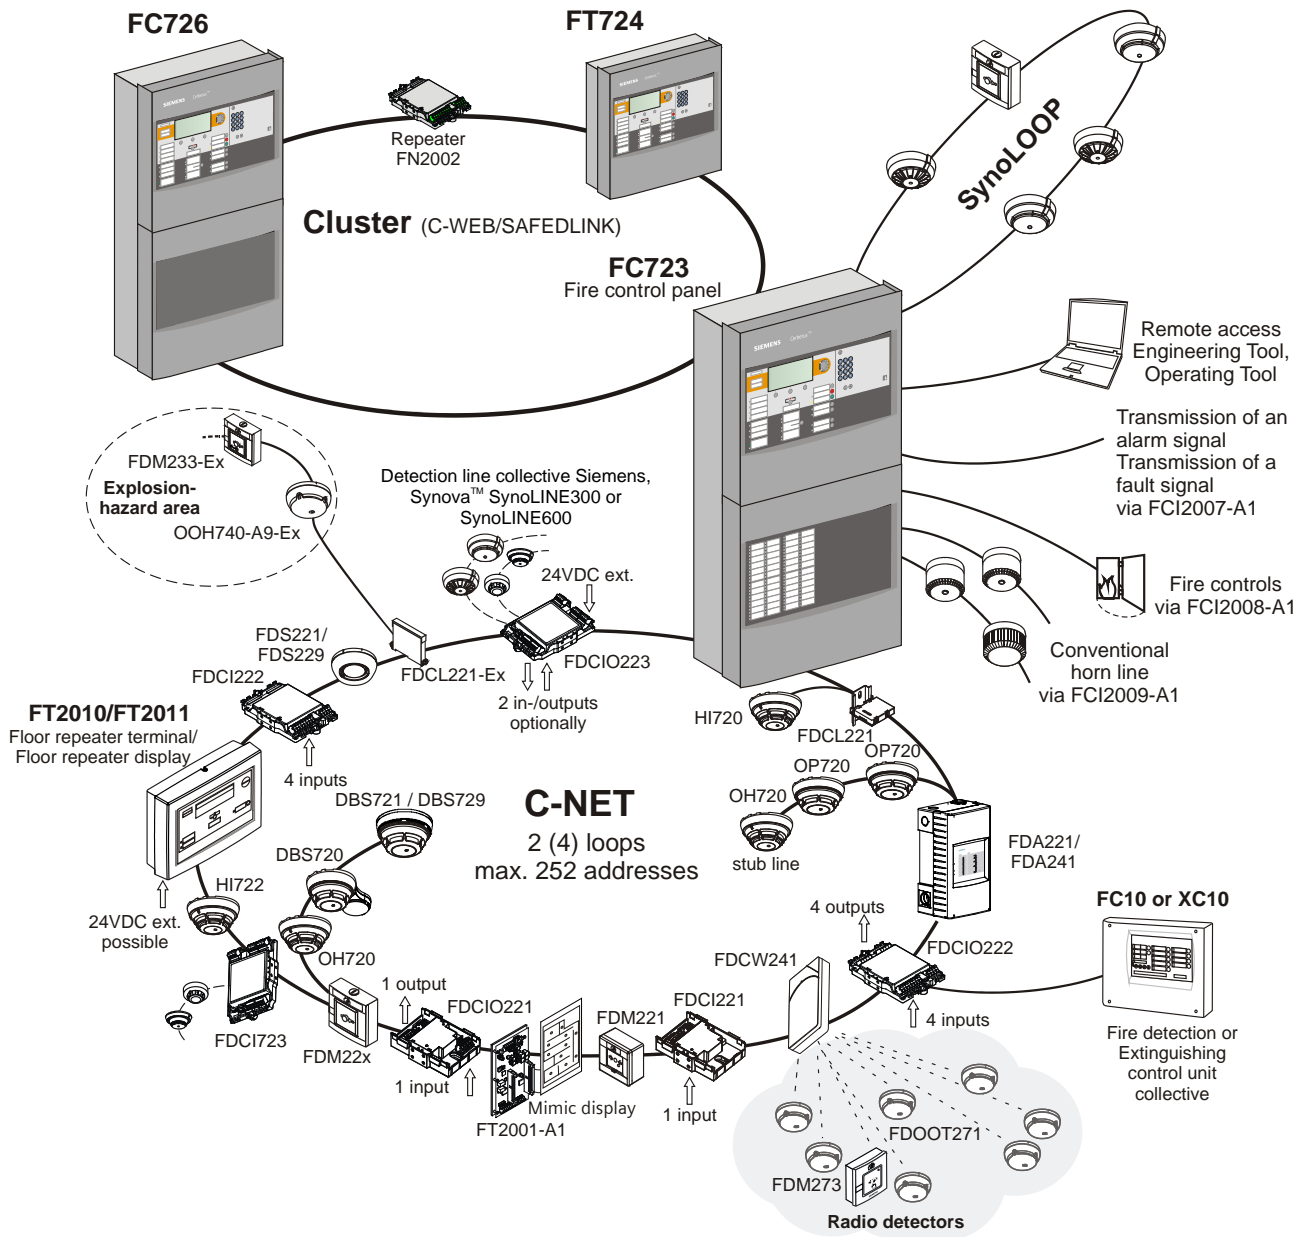 FC726
FT724
Repeater
FN2002
SynoLOOP
Cluster (C-WEB/SAFEDLINK)
FC723
Fire control panel
SIEMENS
SIEMENS
SIEMENS
Remote access
Engineering Tool,
Operating Tool
Transmission of an
alarm signal
Transmission of a
fault signal
via FCI2007-A1
FDM233-Ex
Explosion-
hazard area
OOH740-A9-Ex
Detection line collective Siemens,
Synova™ SynoLINE300 or
SynoLINE600
24VDC ext.
Fire controls
via FCI2008-A1
Conventional
horn line
via FCI2009-A1
FDS221/
FDS229
FDCL221-Ex
FDCIO223
FDCI222
2 in-/outputs
optionally
FT2010/FT2011
Floor repeater terminal/
Floor repeater display
4 inputs
HI720
FDCL221
OP720
OP720
OH720
stub line
C-NET
2 (4) loops
max. 252 addresses
DBS721 / DBS729
DBS720
FDA221/
FDA241
HI722
24VDC ext.
possible
OH720
FC10 or XC10
4 outputs
FDCIO222
FDCW241
1 output
FDCIO221
FDM221
FDCI221
4 inputs
FDCI723
FDM22x
1 input
Mimic display
FT2001-A1
1 input
Fire detection or
Extinguishing
control unit
collective
FDOOT271
FDM273
Radio detectors